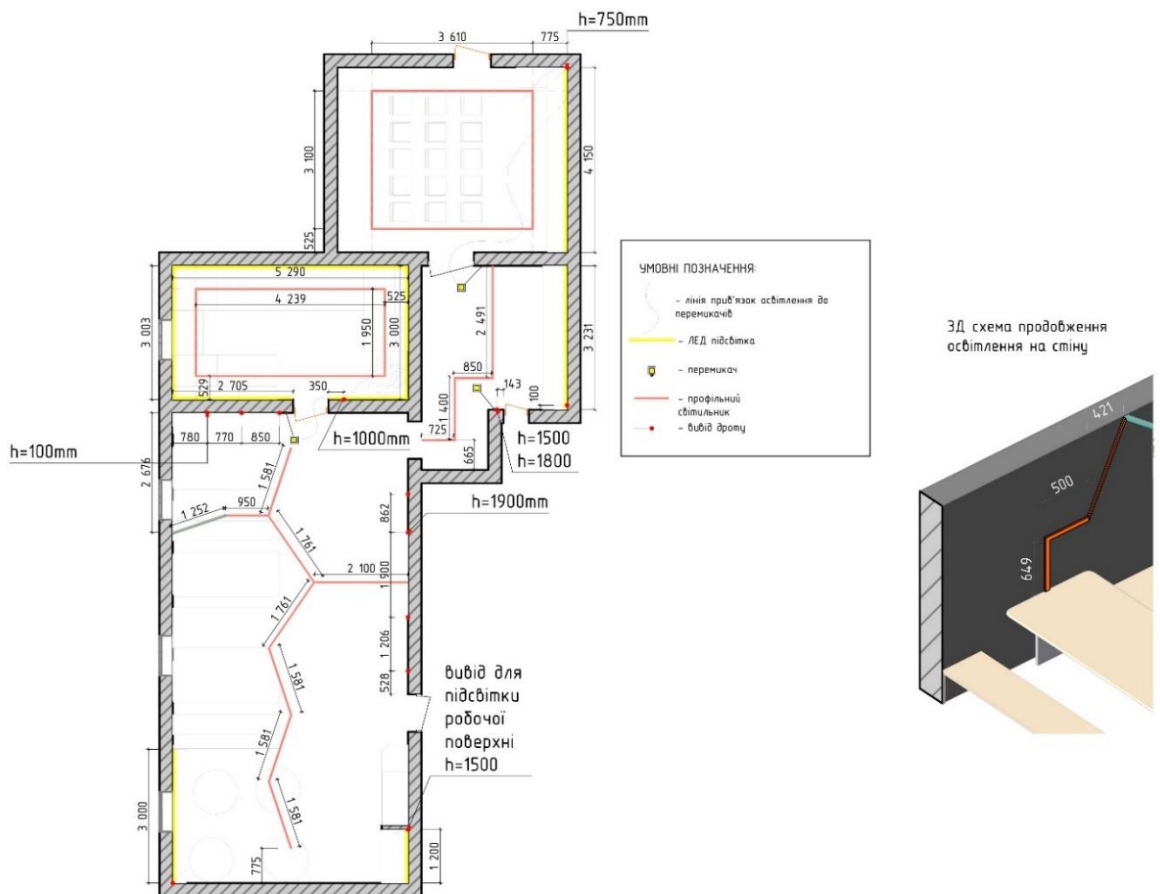 h=750mm
3 610
775
3 100
4 150
525
5 290
4 239
525
3 003
1 950
3 000
529
2 705
350
2 491
3 231
850
143
100
1 400
725
665
h=1500
h=1800
h=1000mm
h=100mm
780
770
850
2 676
1 581
950
1 252
1 761
862
h=1900mm
2 100
1 900
1 761
1 206
1 581
528
вивід для
підсвітки
робочої
поверхні
h=1500
1 581
1 581
3 000
775
1 200
УМОВНІ ПОЗНАЧЕННЯ:
- лінія прив'язок освітлення до
перемикачів
- ЛЕД підсвітка
- перемикач
- профільний
світильник
- вивід дроту
3Д схема продовження
освітлення на стіну
421
500
649